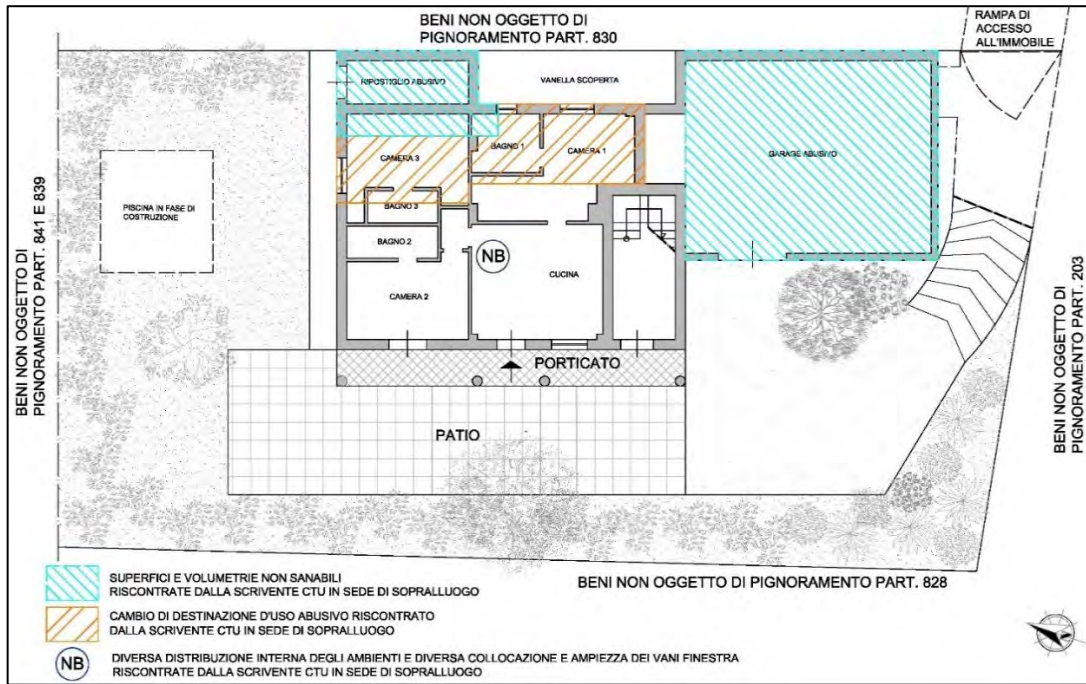 BENI NON OGGETTO DI
PIGNORAMENTO PART. 830
RAMPA DI
ACCESSO
ALL'IMMOBILE
RIPOSTIGLIO ABUSIVO
VANELLA SCOPERTA
BAGNO 1
CAMERA 1
CAMERA 3
GARAGE ABUSIVO
BENI NON OGGETTO DI
PIGNORAMENTO PART. 841 E 839
PISCINA IN FASE DI
COSTRUZIONE
BAGNO 3
BAGNO 2
NB
CUCINA
CAMERA 2
PORTICATO
PATIO
BENI NON OGGETTO DI
PIGNORAMENTO PART. 203
BENI NON OGGETTO DI PIGNORAMENTO PART. 828
SUPERFICI E VOLUMETRIE NON SANABILI
RISCONTRATE DALLA SCRIVENTE CTU IN SEDE DI SOPRALLUOGO
CAMBIO DI DESTINAZIONE D'USO ABUSIVO RISCONTRATO
DALLA SCRIVENTE CTU IN SEDE DI SOPRALLUOGO
NB
DIVERSA DISTRIBUZIONE INTERNA DEGLI AMBIENTI E DIVERSA COLLOCAZIONE E AMPIEZZA DEI VANI FINESTRA
RISCONTRATE DALLA SCRIVENTE CTU IN SEDE DI SOPRALLUOGO